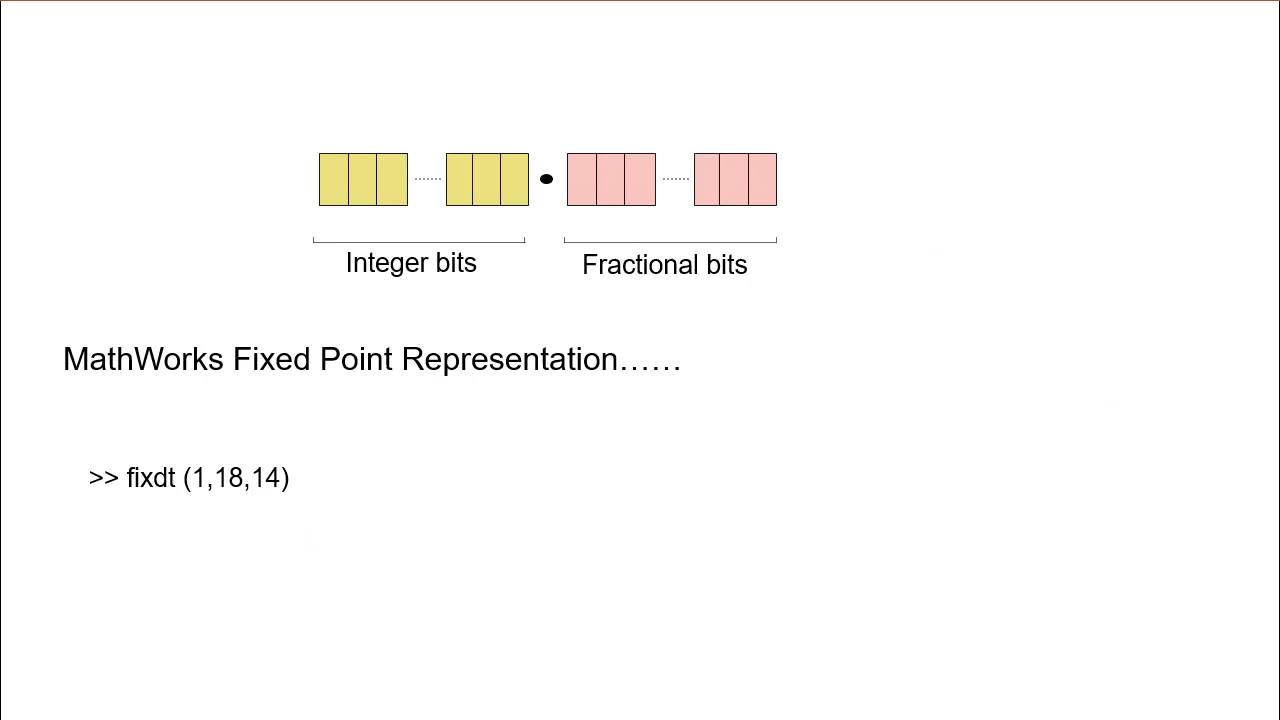 Integer bits
Fractional bits
MathWorks Fixed Point Representation……
>> fixdt (1,18,14)